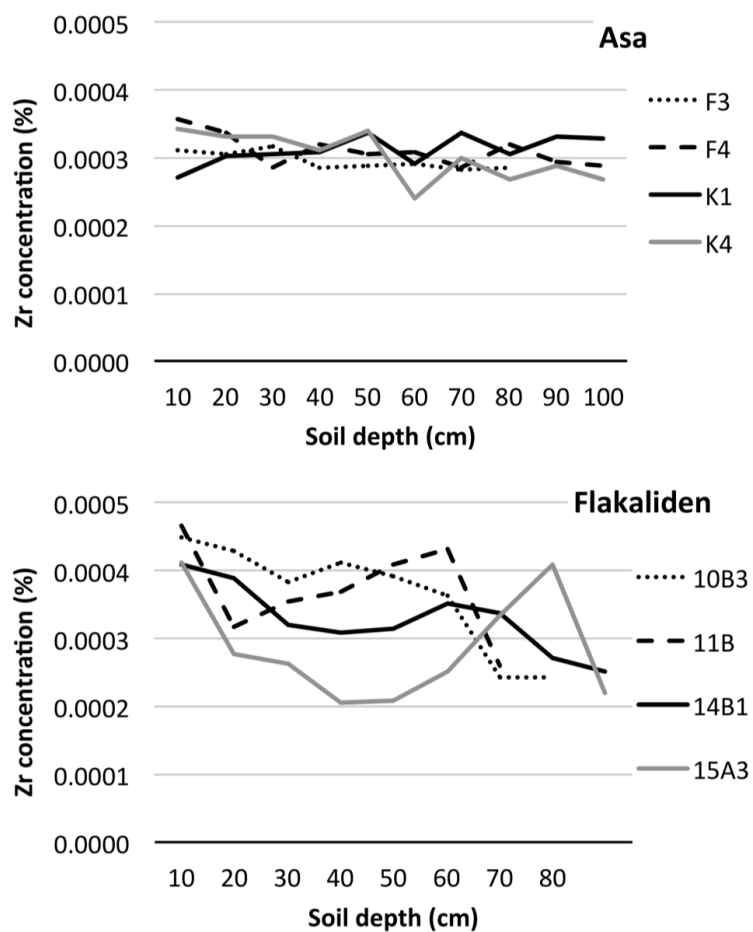 Asa
Zr concentration (%)
0.0005
0.0004
0.0003
0.0002
0.0001
0.0000
10 20 30 40 50 60 70 80 90 100
Soil depth (cm)
F3
F4
K1
K4
Flakaliden
Zr concentration (%)
0.0005
0.0004
0.0003
0.0002
0.0001
0.0000
10 20 30 40 50 60 70 80
Soil depth (cm)
10B3
11B
14B1
15A3